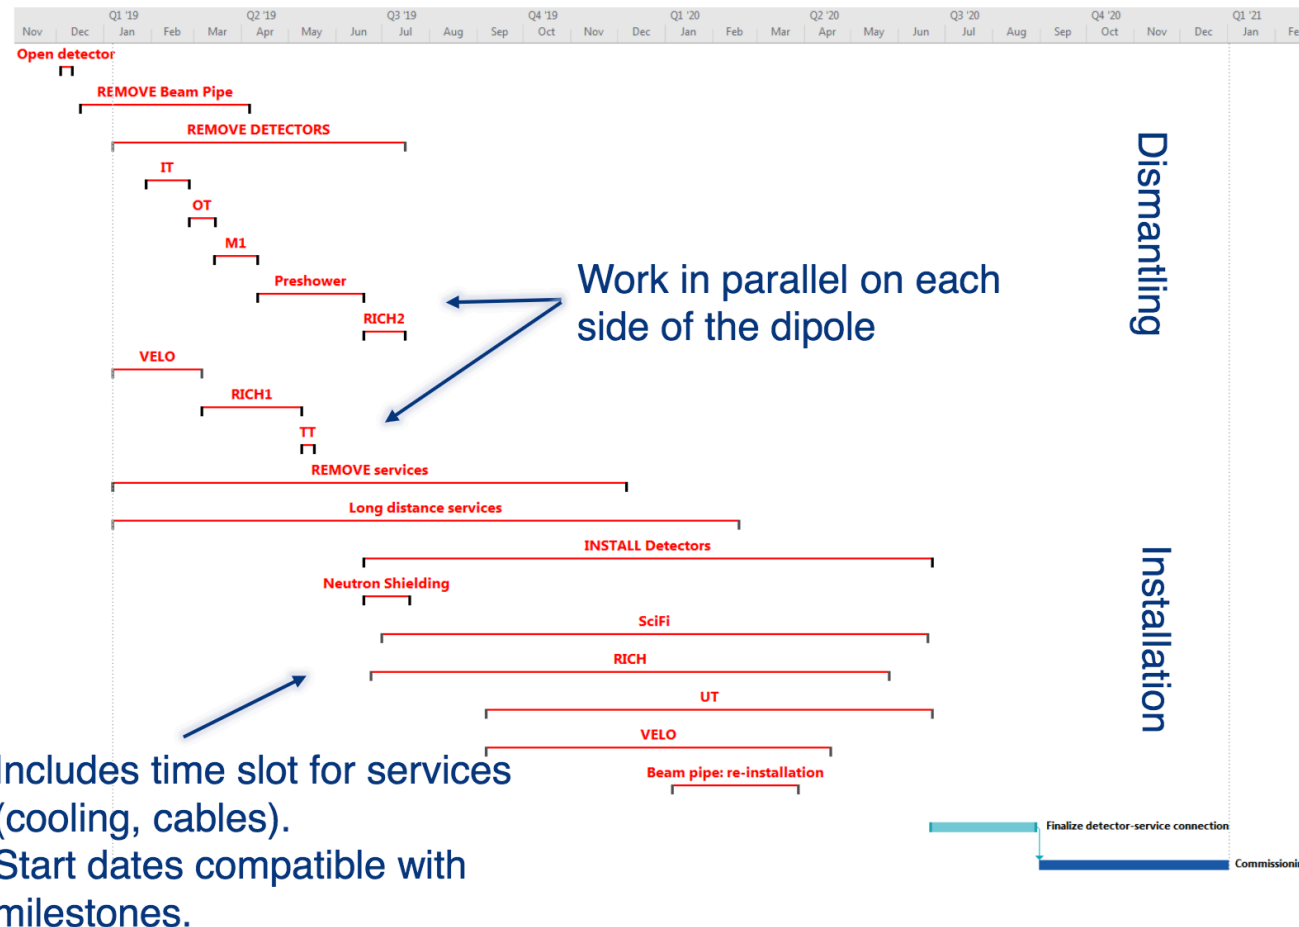 Q1 '19 Q2 '19 Q3 '19 Q4 '19 Q1 '20 Q2 '20 Q3 '20 Q4 '20 Q1 '21
Nov Dec Jan Feb Mar Apr May Jun Jul Aug Sep Oct Nov Dec Jan Feb Mar Apr May Jun Jul Aug Sep Oct Nov Dec Jan Fe
Open detector
REMOVE Beam Pipe
REMOVE DETECTORS
IT
OT
M1
Preshower
RICH2
Work in parallel on each
side of the dipole
Dismantling
VELO
RICH1
TT
REMOVE services
Long distance services
INSTALL Detectors
Neutron Shielding
SciFi
RICH
UT
VELO
Beam pipe: re-installation
Installation
Includes time slot for services
(cooling, cables).
Start dates compatible with
milestones.
Finalize detector-service connection
Commissioni